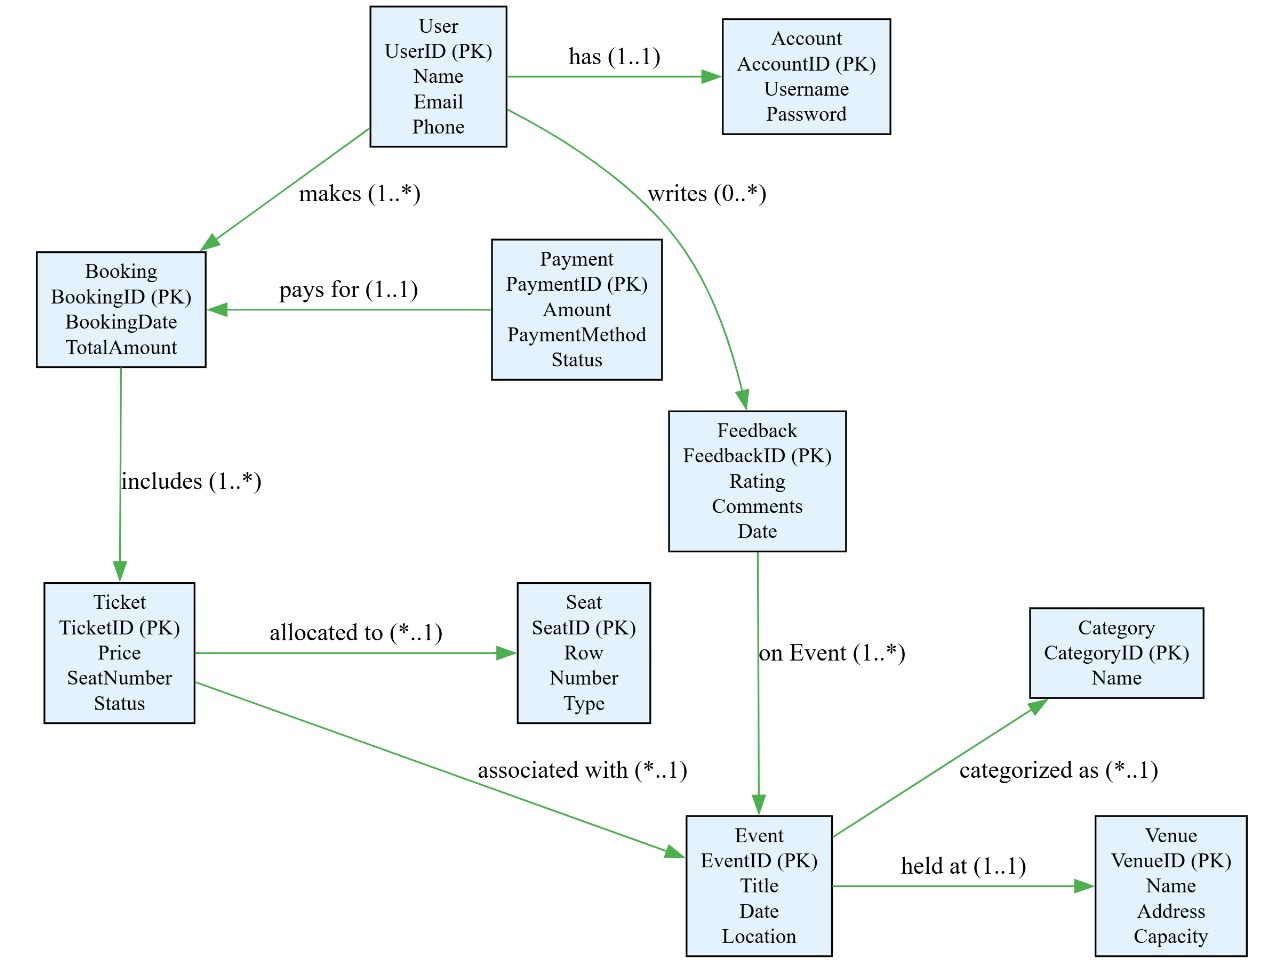 User
UserID (PK)
Name
Email
Phone
has (1..1)
Account
AccountID (PK)
Username
Password
makes (1..*)
writes (0..*)
Booking
BookingID (PK)
BookingDate
TotalAmount
pays for (1..1)
Payment
PaymentID (PK)
Amount
PaymentMethod
Status
Feedback
FeedbackID (PK)
Rating
Comments
Date
includes (1..*)
Ticket
TicketID (PK)
Price
SeatNumber
Status
allocated to (*..1)
Seat
SeatID (PK)
Row
Number
Type
on Event (1..*)
Category
CategoryID (PK)
Name
associated with (*..1)
categorized as (*..1)
Event
EventID (PK)
Title
Date
Location
held at (1..1)
Venue
VenueID (PK)
Name
Address
Capacity